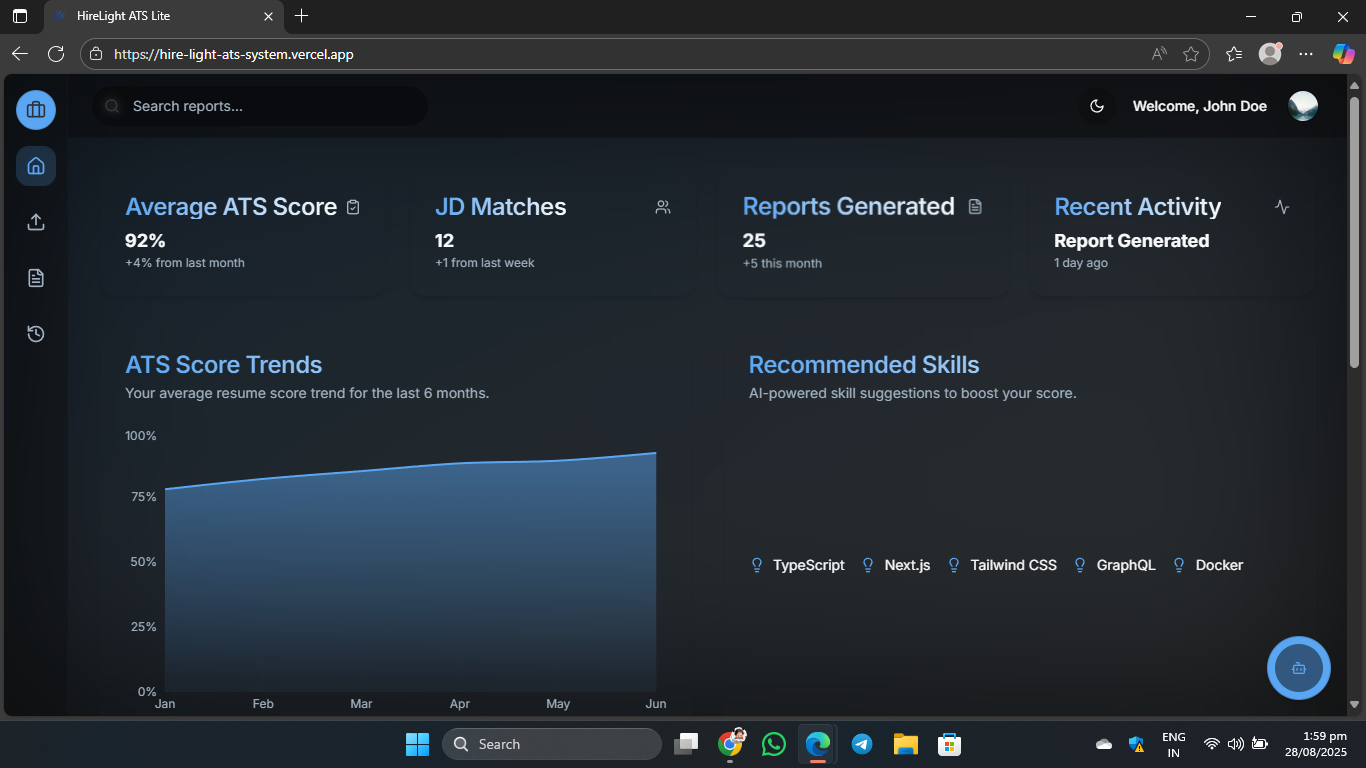 HireLight ATS Lite
https://hire-light-ats-system.vercel.app
Search reports...
Welcome, John Doe
Average ATS Score
92%
+4% from last month
JD Matches
12
+1 from last week
Reports Generated
25
+5 this month
Recent Activity
Report Generated
1 day ago
ATS Score Trends
Your average resume score trend for the last 6 months.
100%
75%
50%
25%
0%
Jan Feb Mar Apr May Jun
Recommended Skills
AI-powered skill suggestions to boost your score.
TypeScript Next.js Tailwind CSS GraphQL Docker
Search
ENG
IN
1:59 pm
28/08/2025